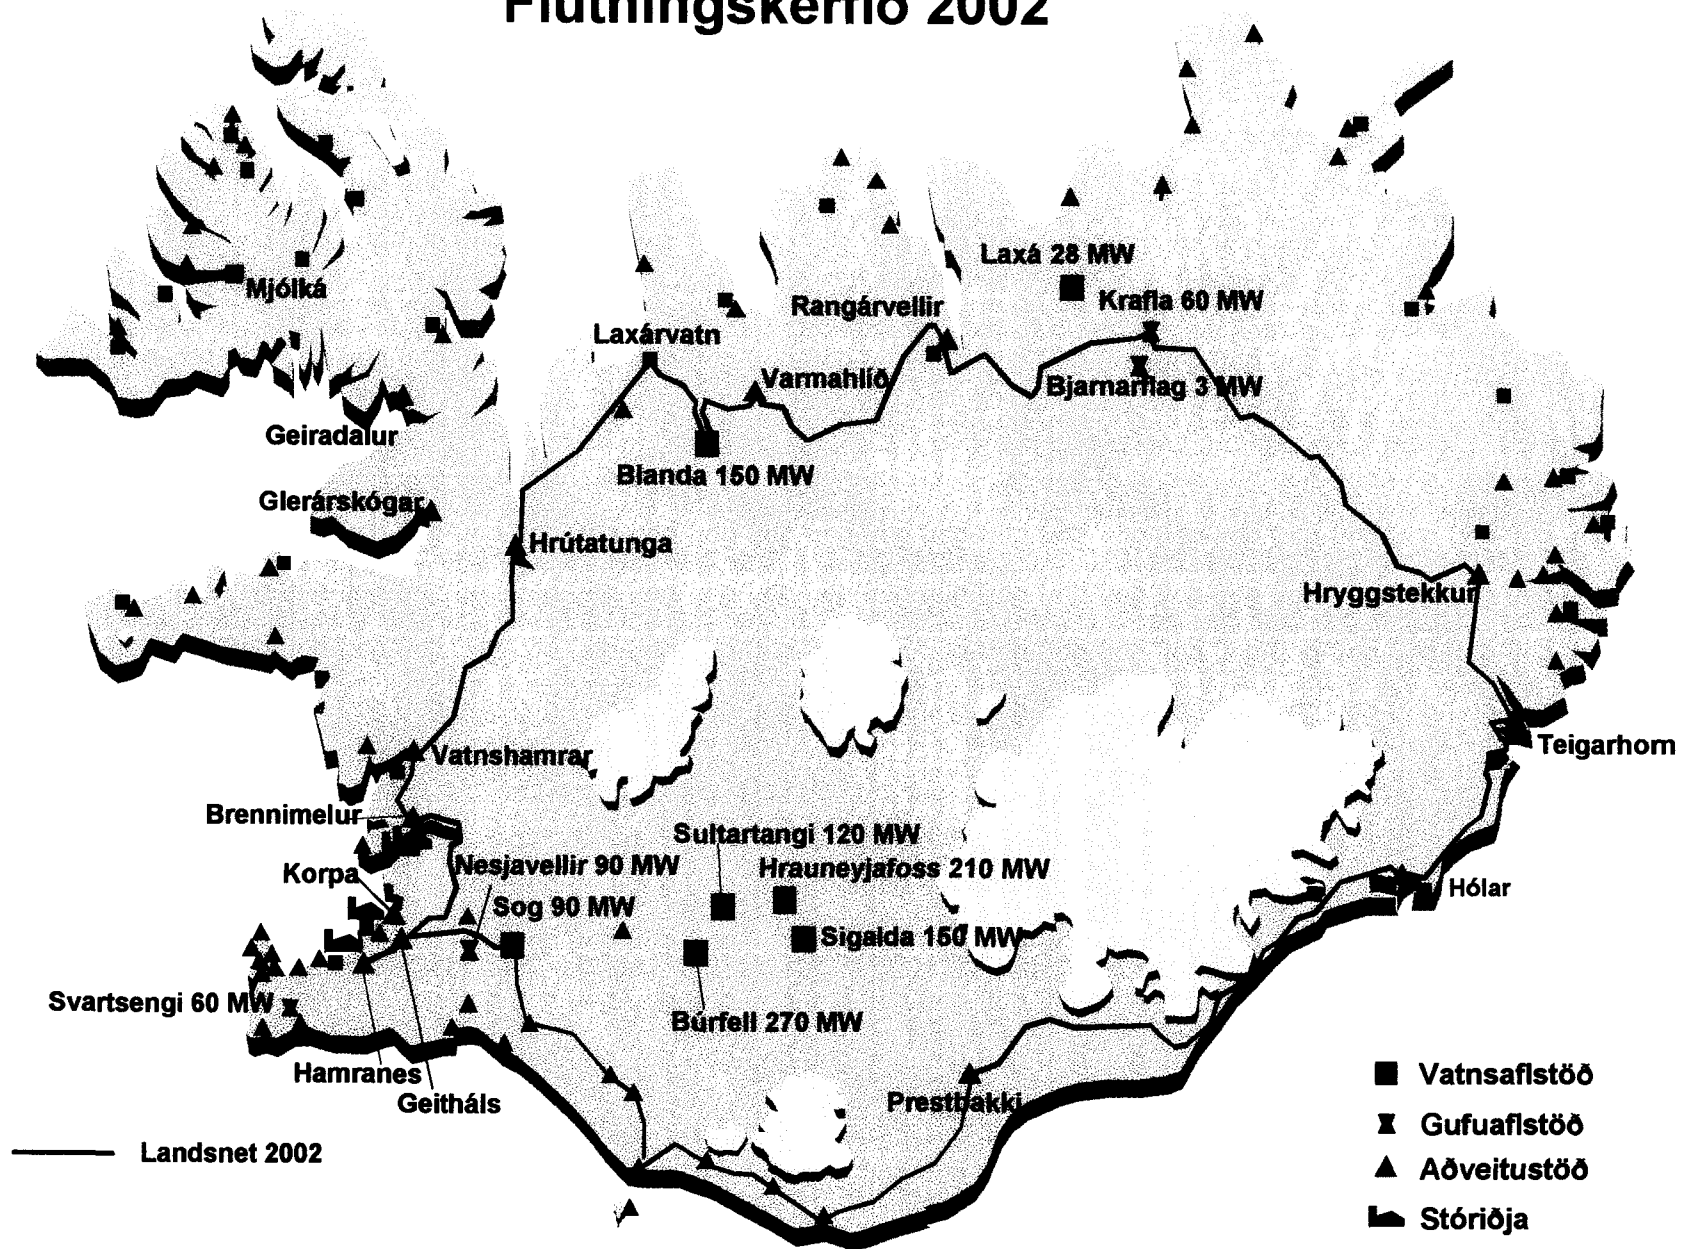 Flutningskerfið 2002
Laxá 28 MW
Mjólká
Krafla 60 MW
Rangárvellir
Laxárvatn
Varmahlíð
Bjarnarflag 3 MW
Geiradalur
Blanda 150 MW
Glerárskógar
Hrútatunga
Hryggstekkur
Teigarhorn
Vatnshamrar
Brennimelur
Sultartangi 120 MW
Nesjavellir 90 MW
Hrauneyjafoss 210 MW
Korpa
Hólar
Sog 90 MW
Sigalda 150 MW
Svartsengi 60 MW
Búrfell 270 MW
Hamranes
Geitháls
Prestbakki
Landsnet 2002
Vatnsaflstöð
Gufuaflstöð
Aðveitustöð
Stóriðja